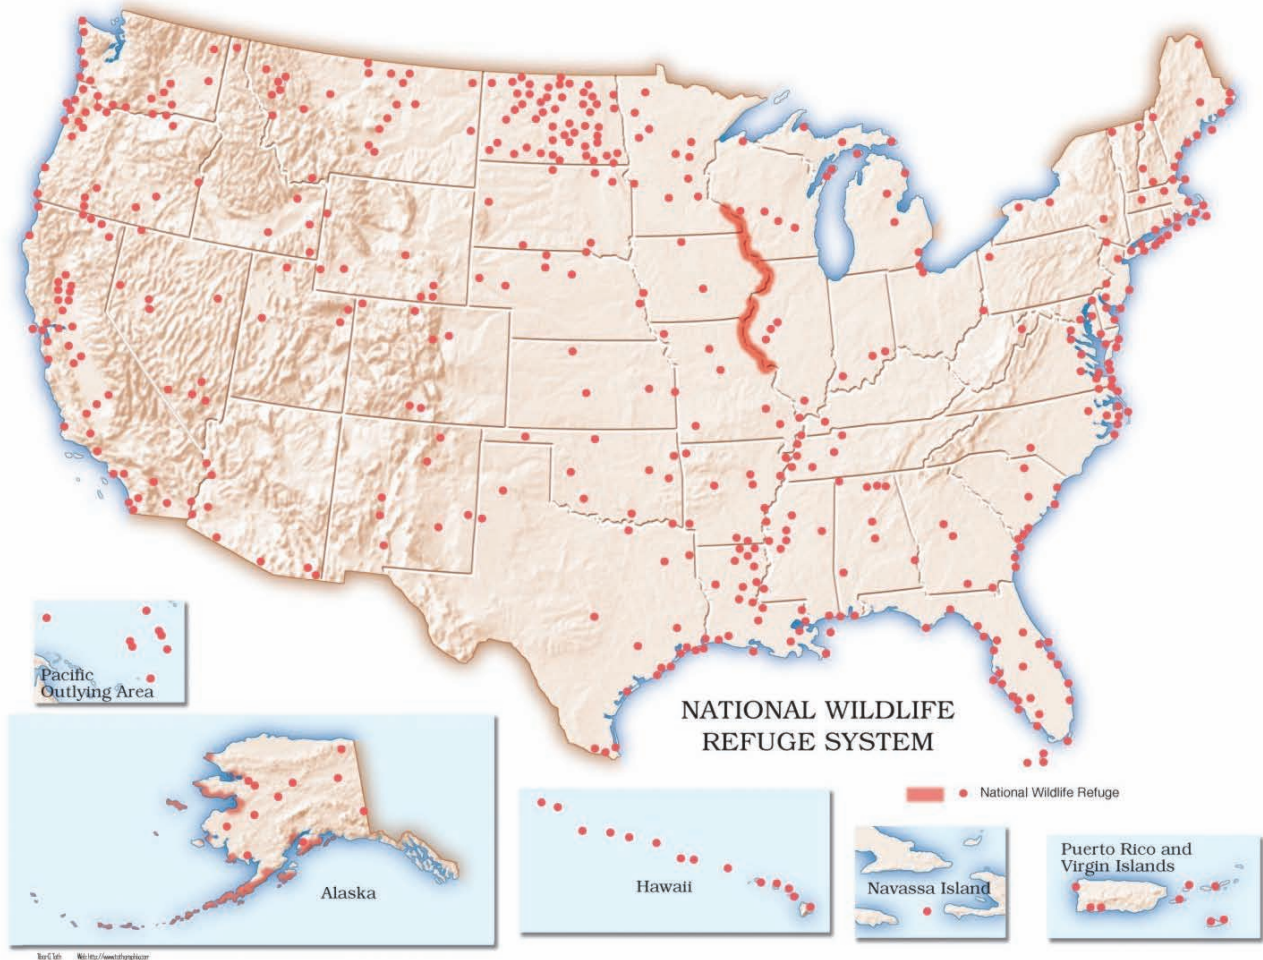 Pacific
Outlying Area
NATIONAL WILDLIFE
REFUGE SYSTEM
National Wildlife Refuge
Alaska
Hawaii
Navassa Island
Puerto Rico and
Virgin Islands